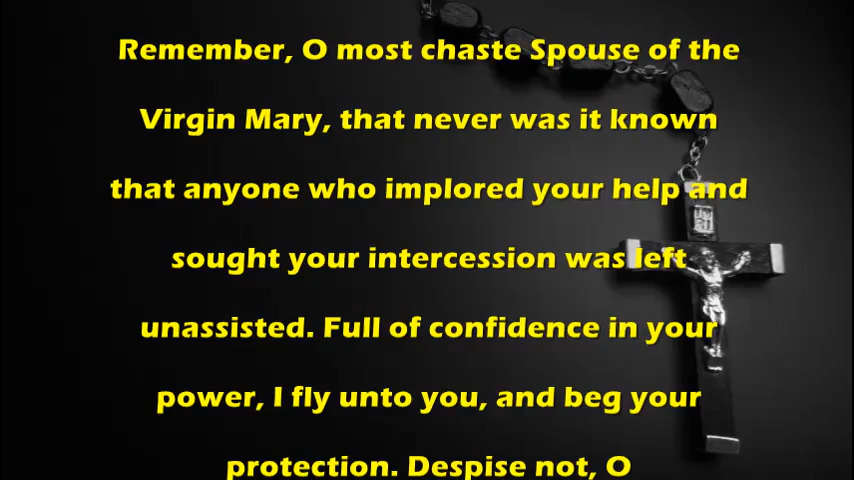 Remember, O most chaste Spouse of the
Virgin Mary, that never was it known
that anyone who implored your help and
sought your intercession was left
unassisted. Full of confidence in your
power, I fly unto you, and beg your
protection. Despise not, O